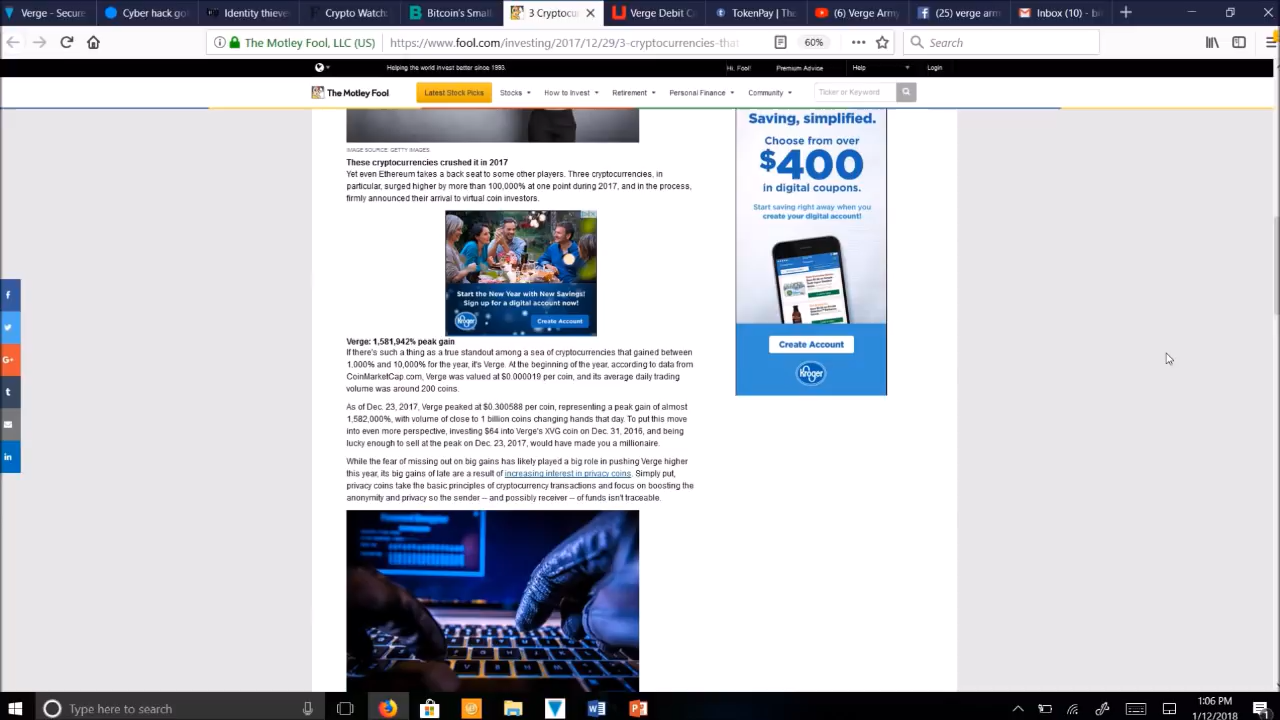 Verge - Secur
Cyber hack go
Identity thieve
Crypto Watch
Bitcoin's Small
3 Cryptocu
Verge Debit C
TokenPay | The
(6) Verge Army
(25) verge arm
Inbox (10) - bi
The Motley Fool, LLC (US)
https://www.fool.com/investing/2017/12/29/3-cryptocurrencies-that
60%
Search
Helping the world invest better since 1993.
Hi, Fool!
Premium Advice
Help
Login
The Motley Fool
Latest Stock Picks
Stocks
How to Invest
Retirement
Personal Finance
Community
Ticker or Keyword
IMAGE SOURCE: GETTY IMAGES.
These cryptocurrencies crushed it in 2017
Yet even Ethereum takes a back seat to some other players. Three cryptocurrencies, in
particular, surged higher by more than 100,000% at one point during 2017, and in the process,
firmly announced their arrival to virtual coin investors.
Start the New Year with New Savings!
Sign up for a digital account now!
Kroger
Create Account
Verge: 1,581,942% peak gain
If there's such a thing as a true standout among a sea of cryptocurrencies that gained between
1,000% and 10,000% for the year, it's Verge. At the beginning of the year, according to data from
CoinMarketCap.com, Verge was valued at $0.000019 per coin, and its average daily trading
volume was around 200 coins.
As of Dec. 23, 2017, Verge peaked at $0.300588 per coin, representing a peak gain of almost
1,582,000%, with volume of close to 1 billion coins changing hands that day. To put this move
into even more perspective, investing $64 into Verge's XVG coin on Dec. 31, 2016, and being
lucky enough to sell at the peak on Dec. 23, 2017, would have made you a millionaire.
While the fear of missing out on big gains has likely played a big role in pushing Verge higher
this year, its big gains of late are a result of increasing interest in privacy coins. Simply put,
privacy coins take the basic principles of cryptocurrency transactions and focus on boosting the
anonymity and privacy so the sender -- and possibly receiver -- of funds isn't traceable.
Saving, simplified.
Choose from over
$400
in digital coupons.
Start saving right away when you
create your digital account!
Create Account
Kroger
Type here to search
1:06 PM
1/12/2018